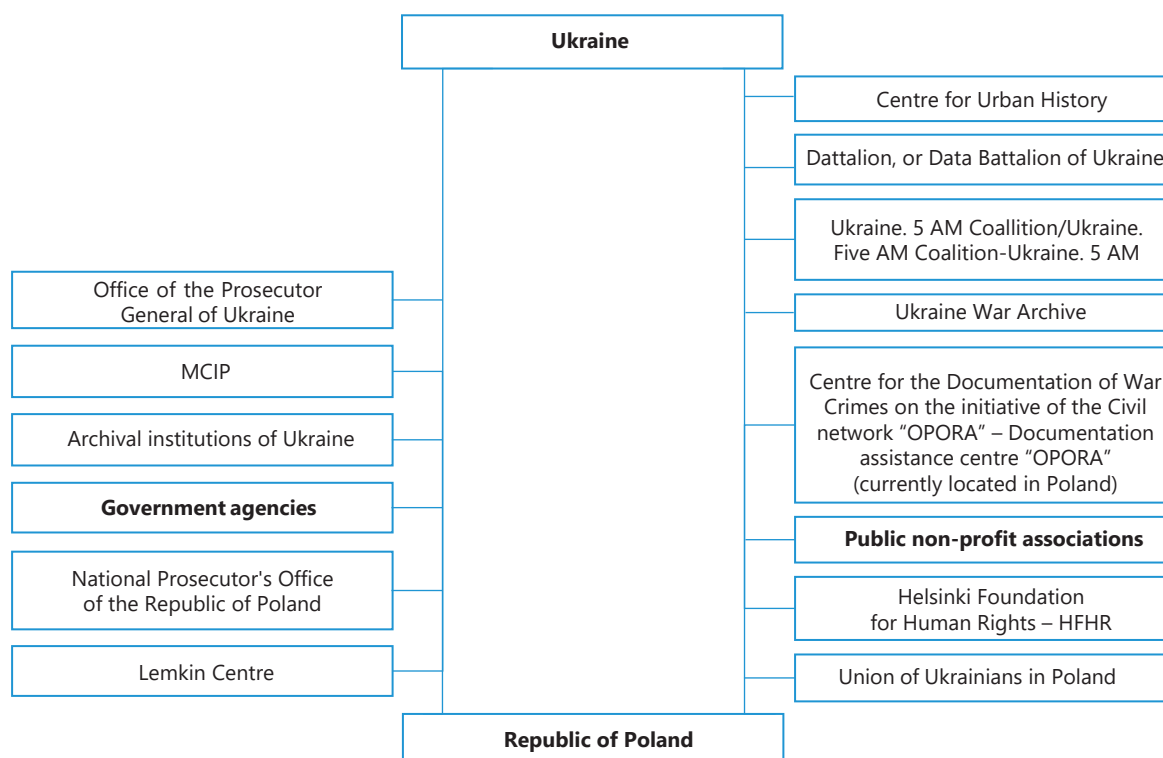 Ukraine
Centre for Urban History
Dattalion, or Data Battalion of Ukraine
Ukraine. 5 AM Coallition/Ukraine.
Five AM Coalition-Ukraine. 5 AM
Office of the Prosecutor
General of Ukraine
Ukraine War Archive
MCIP
Centre for the Documentation of War
Crimes on the initiative of the Civil
network “OPORA” – Documentation
assistance centre “OPORA”
(currently located in Poland)
Archival institutions of Ukraine
Government agencies
Public non-profit associations
National Prosecutor's Office
of the Republic of Poland
Helsinki Foundation
for Human Rights – HFHR
Lemkin Centre
Union of Ukrainians in Poland
Republic of Poland